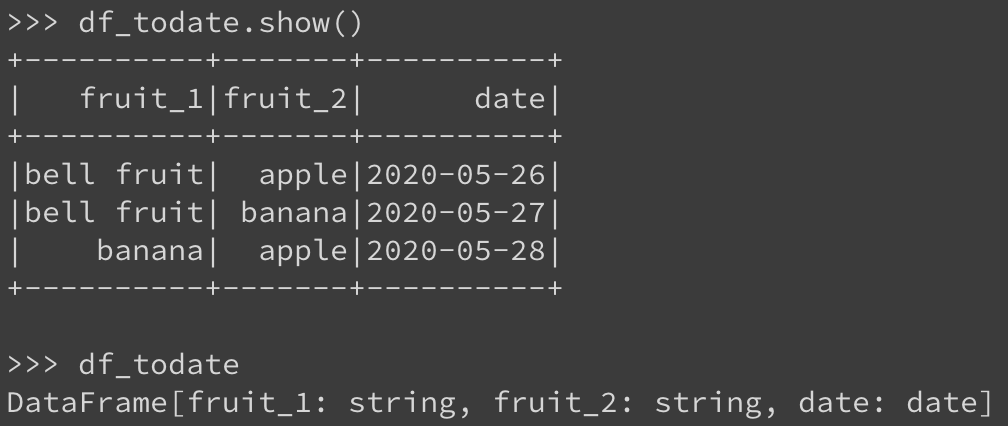 >>> df_todate.show()
+----------+-------+----------+
|   fruit_1|fruit_2|      date|
+----------+-------+----------+
|bell fruit|  apple|2020-05-26|
|bell fruit| banana|2020-05-27|
|    banana|  apple|2020-05-28|
+----------+-------+----------+
>>> df_todate
DataFrame[fruit_1: string, fruit_2: string, date: date]